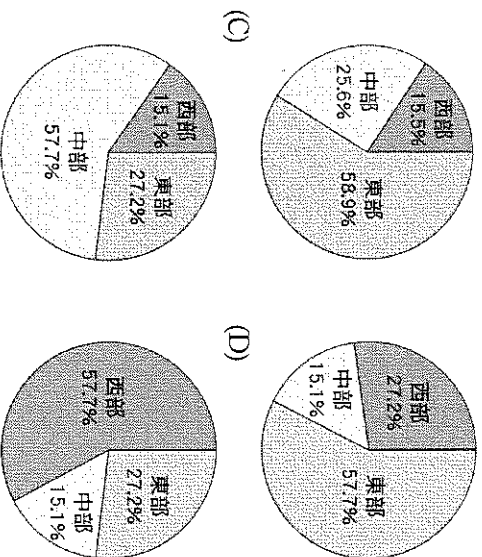 西部
15.5%
中部
25.6%
東部
58.9%
西部
27.2%
中部
15.1%
東部
57.7%
(C)
西部
15.1%
東部
27.2%
中部
57.7%
(D)
東部
27.2%
西部
57.7%
中部
15.1%